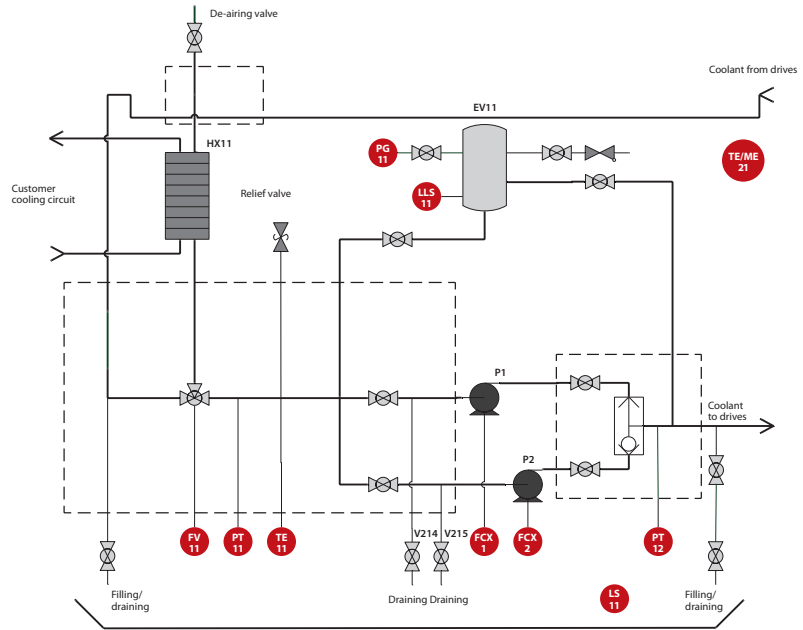 De-airing valve
Coolant from drives
EV11
HX11
PG
11
TE/ME
21
Customer
cooling circuit
Relief valve
LLS
11
P1
Coolant
to drives
P2
V214
V215
FV
11
PT
11
TE
11
FCX
1
FCX
2
PT
12
Filling/
draining
Draining
Draining
LS
11
Filling/
draining